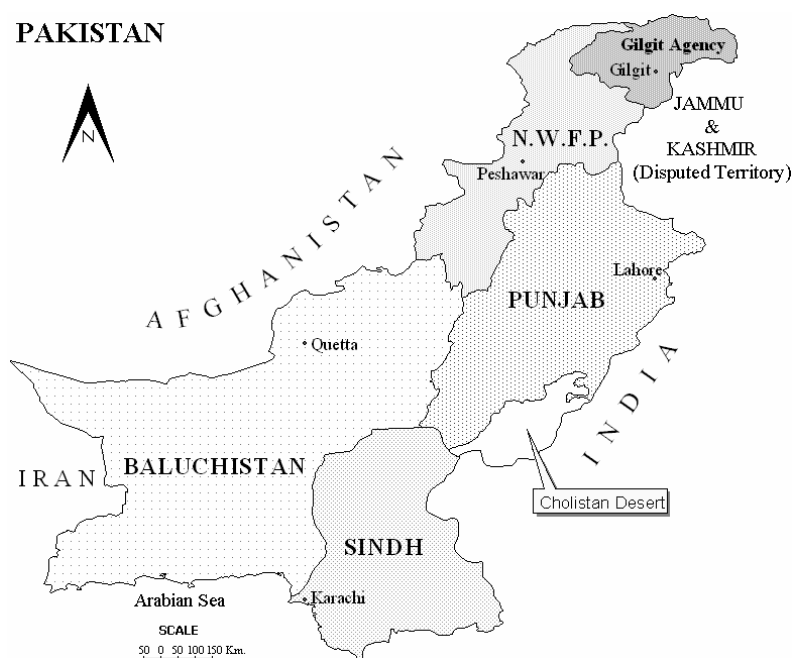 PAKISTAN
Gilgit Agency
Gilgit
N
JAMMU
&
KASHMIR
(Disputed Territory)
N.W.F.P.
Peshawar
AFGHANISTAN
Lahore
PUNJAB
Quetta
INDIA
IRAN
BALUCHISTAN
Cholistan Desert
SINDH
Arabian Sea
Karachi
SCALE
50 0 50 100 150 Km.